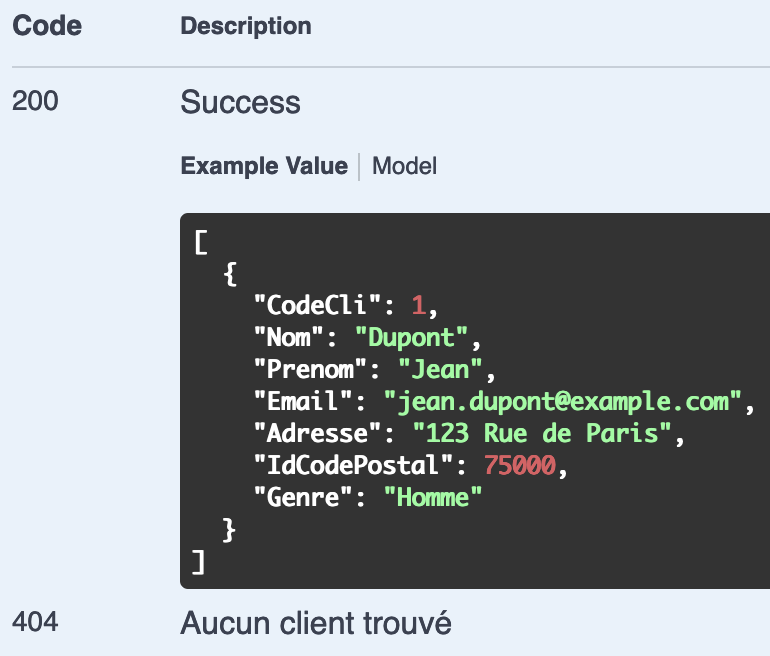 Code Description
200 Success
Example Value | Model
[
  {
    "CodeCli": 1,
    "Nom": "Dupont",
    "Prenom": "Jean",
    "Email": "jean.dupont@example.com",
    "Adresse": "123 Rue de Paris",
    "IdCodePostal": 75000,
    "Genre": "Homme"
  }
]
404 Aucun client trouvé